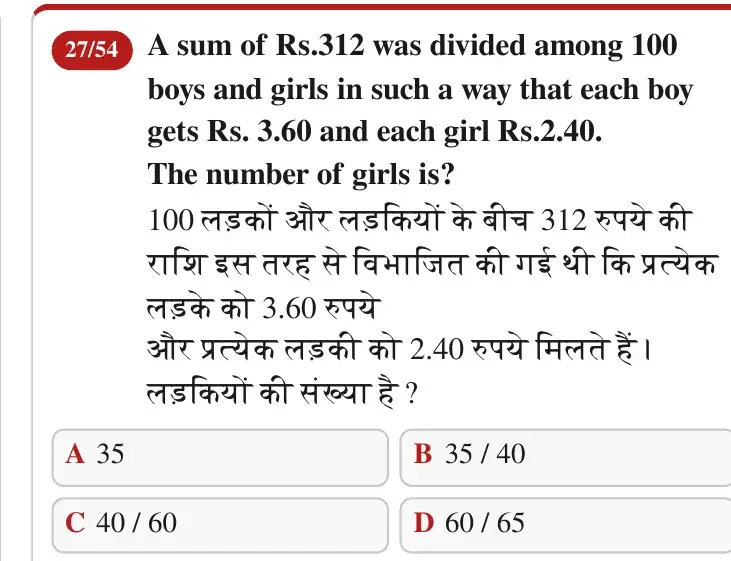 27/54 A sum of Rs.312 was divided among 100
boys and girls in such a way that each boy
gets Rs. 3.60 and each girl Rs.2.40.
The number of girls is?
100 लड़कों और लड़कियों के बीच 312 रुपये की
राशि इस तरह से विभाजित की गई थी कि प्रत्येक
लडके को 3.60 रुपये
और प्रत्येक लड़की को 2.40 रुपये मिलते हैं।
लड़कियों की संख्या है ?
A 35
B 35 / 40
C 40 / 60
D 60 / 65